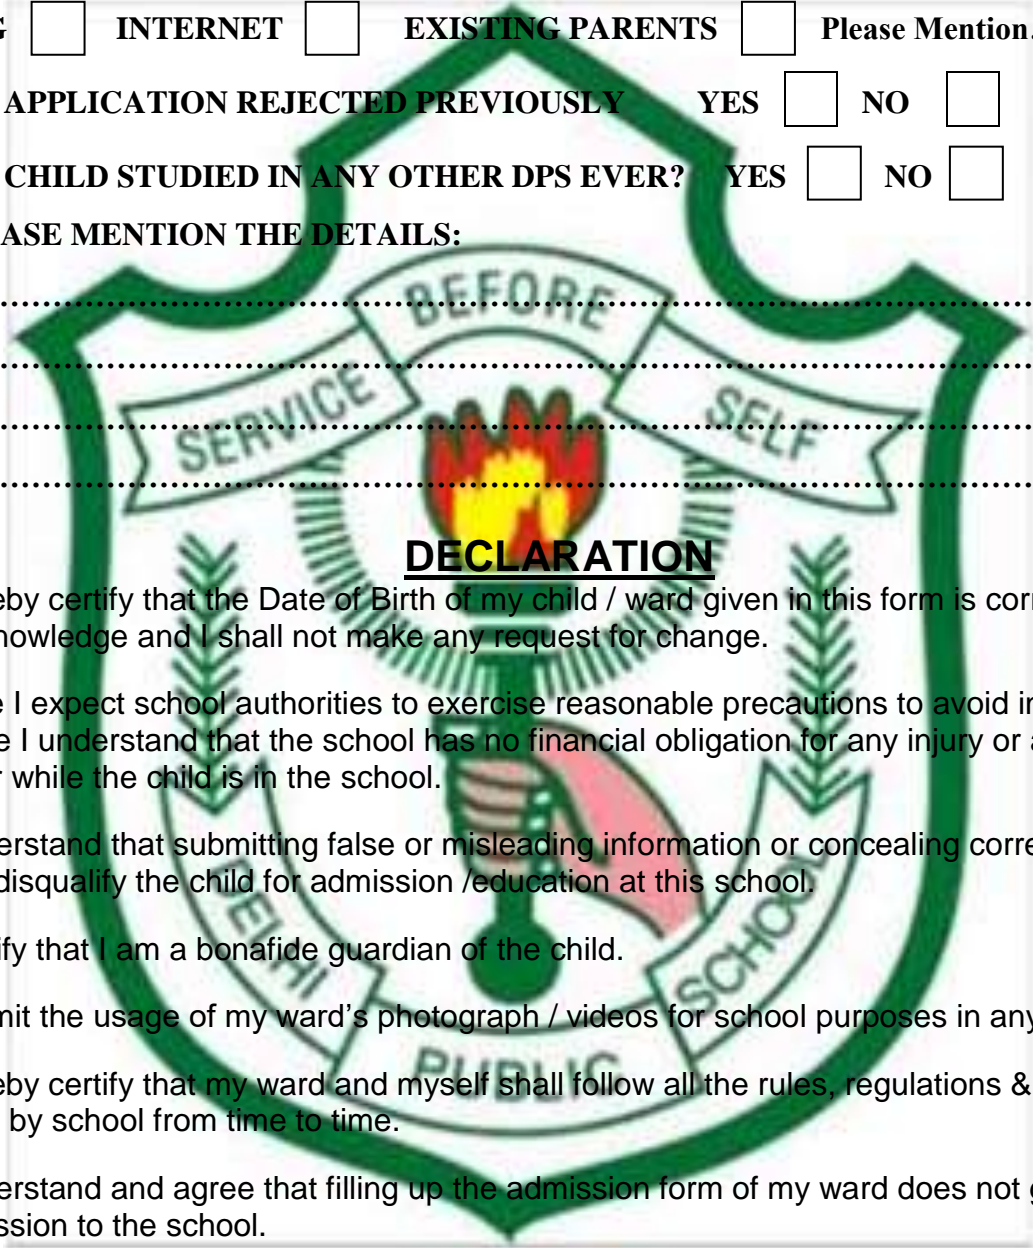 G INTERNET EXISTING PARENTS Please Mention.
APPLICATION REJECTED PREVIOUSLY YES NO
CHILD STUDIED IN ANY OTHER DPS EVER? YES NO
ASE MENTION THE DETAILS:
BEFORE
SERVICE SELF
DECLARATION
eby certify that the Date of Birth of my child / ward given in this form is corr
nowledge and I shall not make any request for change.
e I expect school authorities to exercise reasonable precautions to avoid in
e I understand that the school has no financial obligation for any injury or a
r while the child is in the school.
erstand that submitting false or misleading information or concealing corre
disqualify the child for admission /education at this school.
ify that I am a bonafide guardian of the child.
mit the usage of my ward's photograph / videos for school purposes in any
eby certify that my ward and myself shall follow all the rules, regulations &
by school from time to time.
erstand and agree that filling up the admission form of my ward does not g
ssion to the school.
DELHI PUBLIC SCHOOL